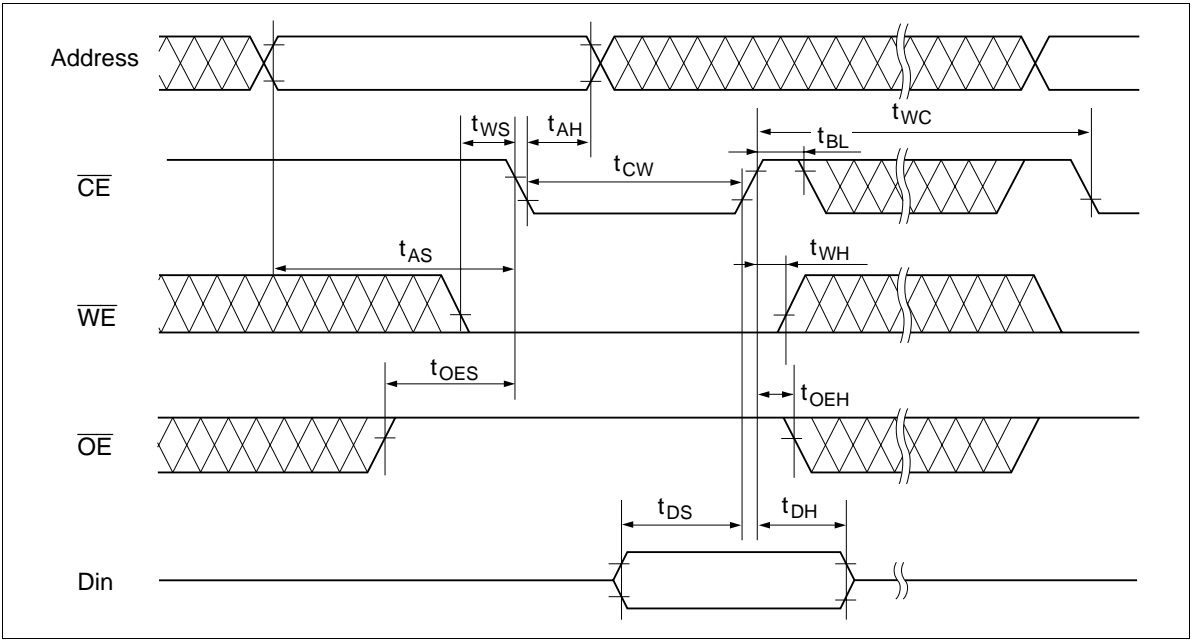 Address
tWC
tWS
tAH
tBL
tCW
CE
tAS
tWH
WE
tOES
tOEH
OE
tDS
tDH
Din